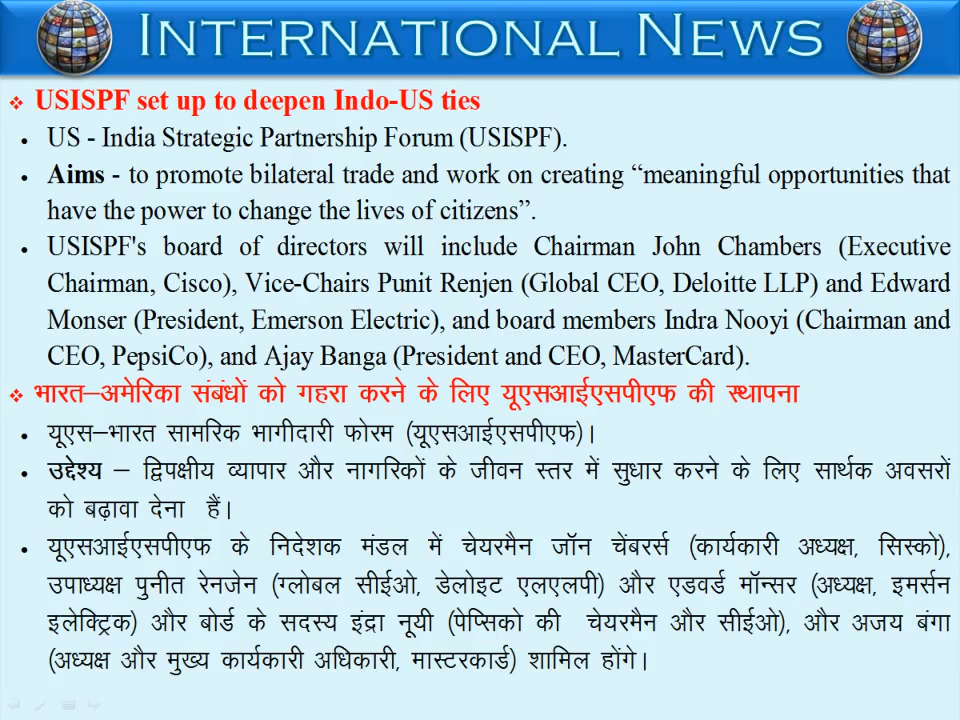 INTERNATIONAL NEWS
❖ USISPF set up to deepen Indo-US ties
• US - India Strategic Partnership Forum (USISPF).
• Aims - to promote bilateral trade and work on creating “meaningful opportunities that
have the power to change the lives of citizens”.
• USISPF's board of directors will include Chairman John Chambers (Executive
Chairman, Cisco), Vice-Chairs Punit Renjen (Global CEO, Deloitte LLP) and Edward
Monser (President, Emerson Electric), and board members Indra Nooyi (Chairman and
CEO, PepsiCo), and Ajay Banga (President and CEO, MasterCard).
❖ भारत–अमेरिका संबंधों को गहरा करने के लिए यूएसआईएसपीएफ की स्थापना
• यूएस–भारत सामरिक भागीदारी फोरम (यूएसआईएसपीएफ)।
• उद्देश्य – द्विपक्षीय व्यापार और नागरिकों के जीवन स्तर में सुधार करने के लिए सार्थक अवसरों
को बढ़ावा देना हैं।
• यूएसआईएसपीएफ के निदेशक मंडल में चेयरमैन जॉन चेंबरर्स (कार्यकारी अध्यक्ष, सिस्को),
उपाध्यक्ष पुनीत रेनजेन (ग्लोबल सीईओ, डेलोइट एलएलपी) और एडवर्ड मॉन्सर (अध्यक्ष, इमर्सन
इलेक्ट्रिक) और बोर्ड के सदस्य इंद्रा नूयी (पेप्सिको की चेयरमैन और सीईओ), और अजय बंगा
(अध्यक्ष और मुख्य कार्यकारी अधिकारी, मास्टरकार्ड) शामिल होंगे।